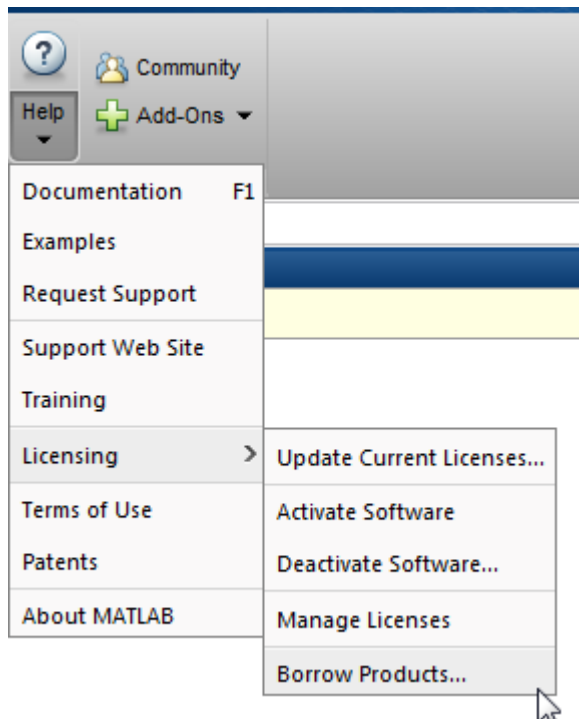 ?
Community
Help
Add-Ons
Documentation F1
Examples
Request Support
Support Web Site
Training
Licensing
Terms of Use
Patents
About MATLAB
Update Current Licenses...
Activate Software
Deactivate Software...
Manage Licenses
Borrow Products...